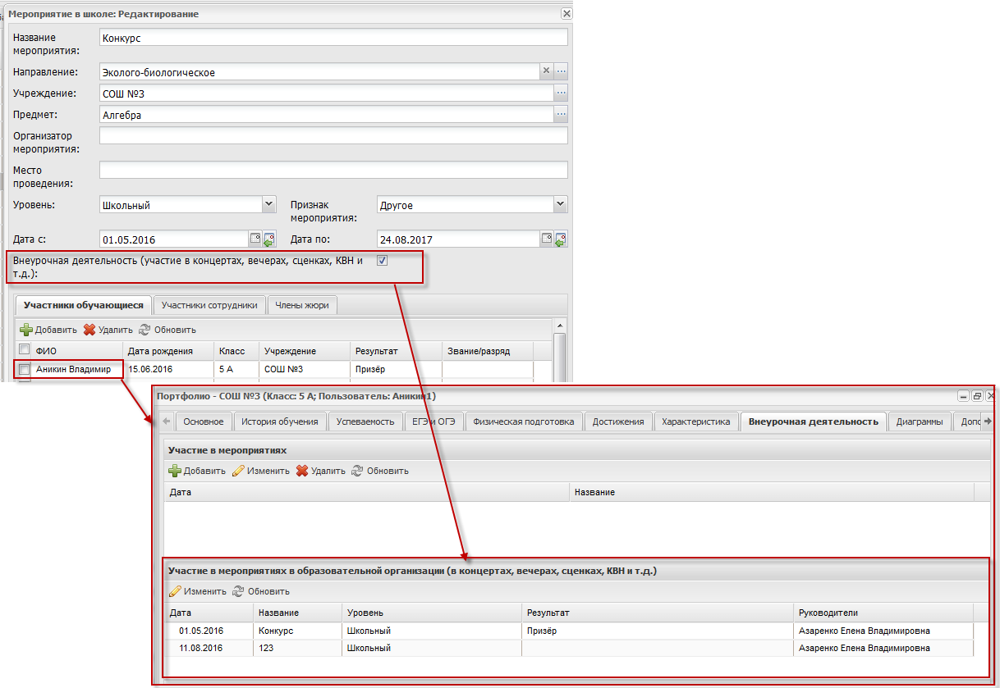 Мероприятие в школе: Редактирование
Название
мероприятия:
Конкурс
Направление:
Эколого-биологическое
Учреждение:
СОШ №3
Предмет:
Алгебра
Организатор
мероприятия:
Место
проведения:
Уровень:
Школьный
Признак
мероприятия:
Другое
Дата с:
01.05.2016
Дата по:
24.08.2017
Внеурочная деятельность (участие в концертах, вечерах, сценках, КВН и
т.д.):
Участники обучающиеся Участники сотрудники Члены жюри
Добавить Удалить Обновить
ФИО Дата рождения Класс Учреждение Результат Звание/разряд
Аникин Владимир 15.06.2016 5 А СОШ №3 Призёр
Портфолио - СОШ №3 (Класс: 5 А; Пользователь: Аникин1)
Основное История обучения Успеваемость ЕГЭ и ОГЭ Физическая подготовка Достижения Характеристика Внеурочная деятельность Диаграммы Допо
Участие в мероприятиях
Добавить Изменить Удалить Обновить
Дата Название
Участие в мероприятиях в образовательной организации (в концертах, вечерах, сценках, КВН и т.д.)
Изменить Обновить
Дата Название Уровень Результат Руководители
01.05.2016 Конкурс Школьный Призёр Азаренко Елена Владимировна
11.08.2016 123 Школьный Азаренко Елена Владимировна